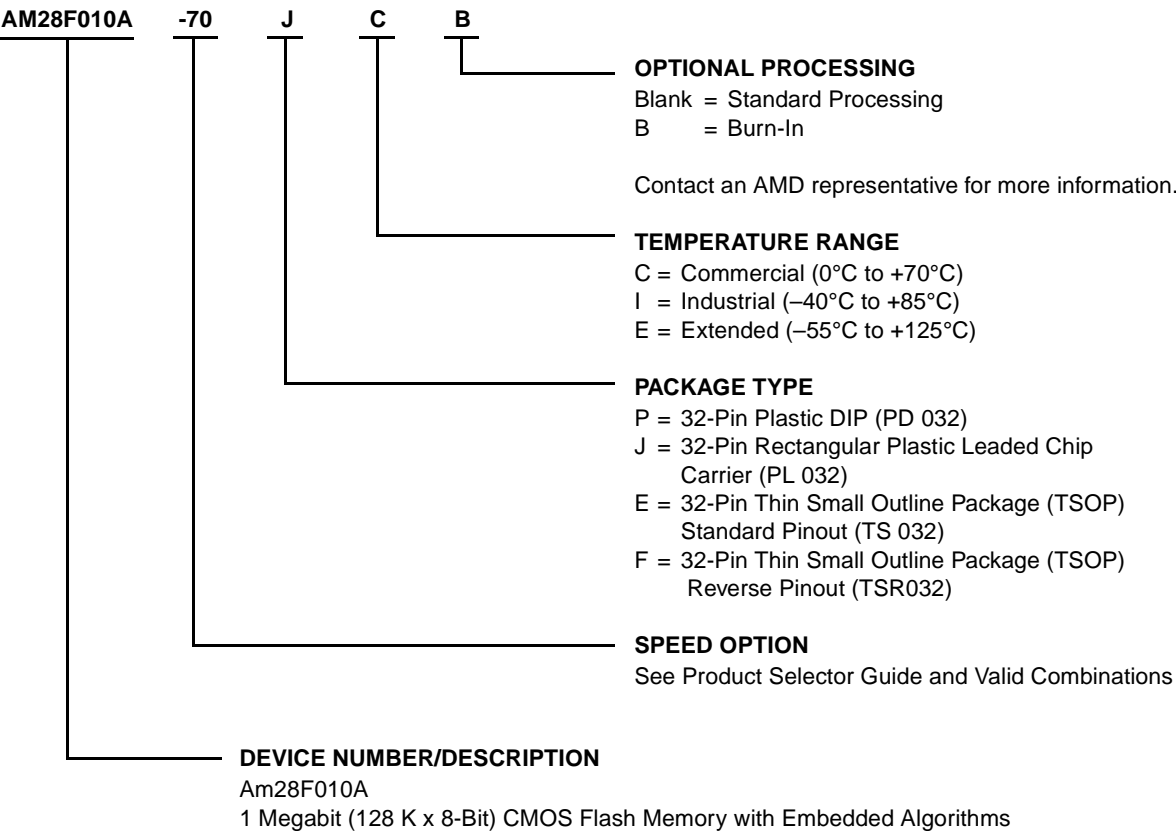 AM28F010A -70 J C B
OPTIONAL PROCESSING
Blank = Standard Processing
B = Burn-In
Contact an AMD representative for more information.
TEMPERATURE RANGE
C = Commercial (0°C to +70°C)
I = Industrial (–40°C to +85°C)
E = Extended (–55°C to +125°C)
PACKAGE TYPE
P = 32-Pin Plastic DIP (PD 032)
J = 32-Pin Rectangular Plastic Leaded Chip
Carrier (PL 032)
E = 32-Pin Thin Small Outline Package (TSOP)
Standard Pinout (TS 032)
F = 32-Pin Thin Small Outline Package (TSOP)
Reverse Pinout (TSR032)
SPEED OPTION
See Product Selector Guide and Valid Combinations
DEVICE NUMBER/DESCRIPTION
Am28F010A
1 Megabit (128 K x 8-Bit) CMOS Flash Memory with Embedded Algorithms